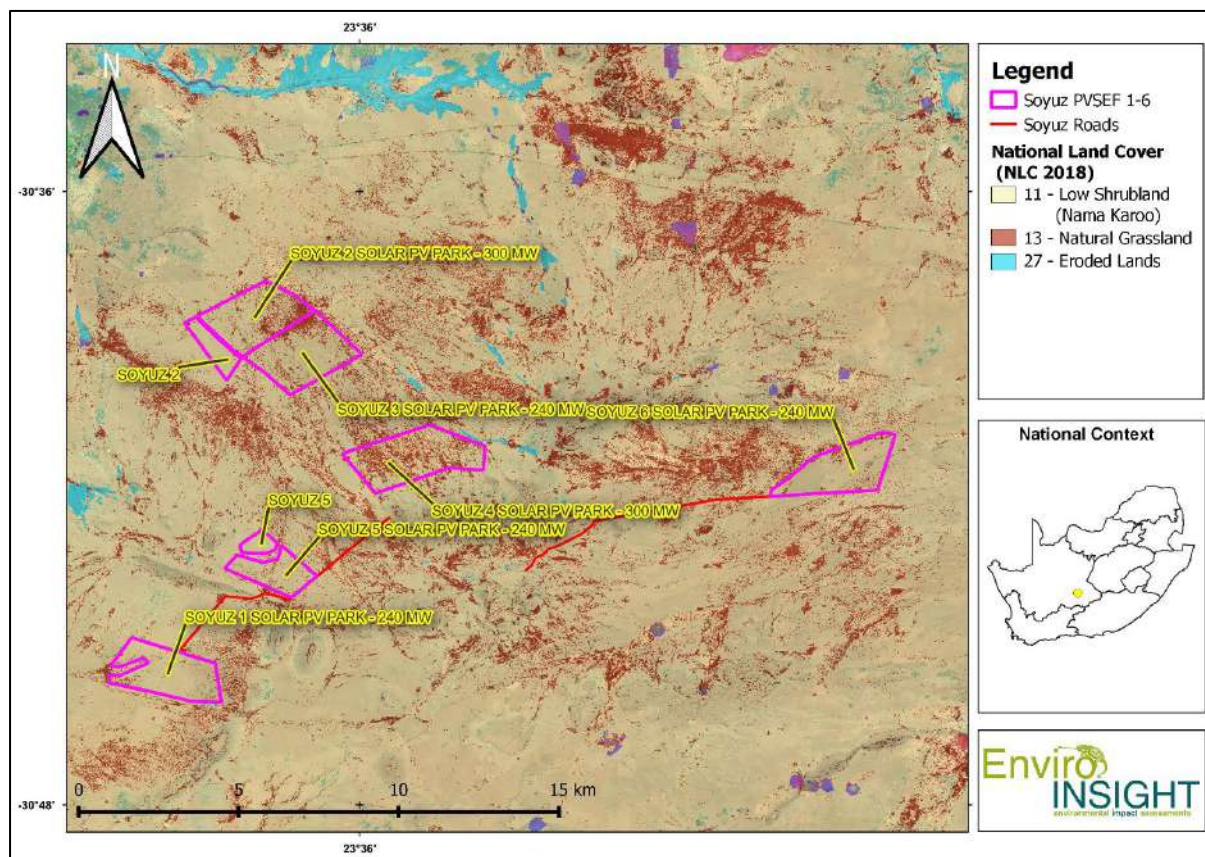 23°36'
N
-30°36'
SOYUZ 2 SOLAR PV PARK - 300 MW
SOYUZ 2
SOYUZ 3 SOLAR PV PARK - 240 MW
SOYUZ 6 SOLAR PV PARK - 240 MW
SOYUZ 5
SOYUZ 4 SOLAR PV PARK - 300 MW
SOYUZ 5 SOLAR PV PARK - 240 MW
SOYUZ 1 SOLAR PV PARK - 240 MW
-30°48'
0 5 10 15 km
23°36'
Legend
Soyuz PVSEF 1-6
Soyuz Roads
National Land Cover
(NLC 2018)
11 - Low Shrubland
(Nama Karoo)
13 - Natural Grassland
27 - Eroded Lands
National Context
Enviro
INSIGHT
environmental impact assessments